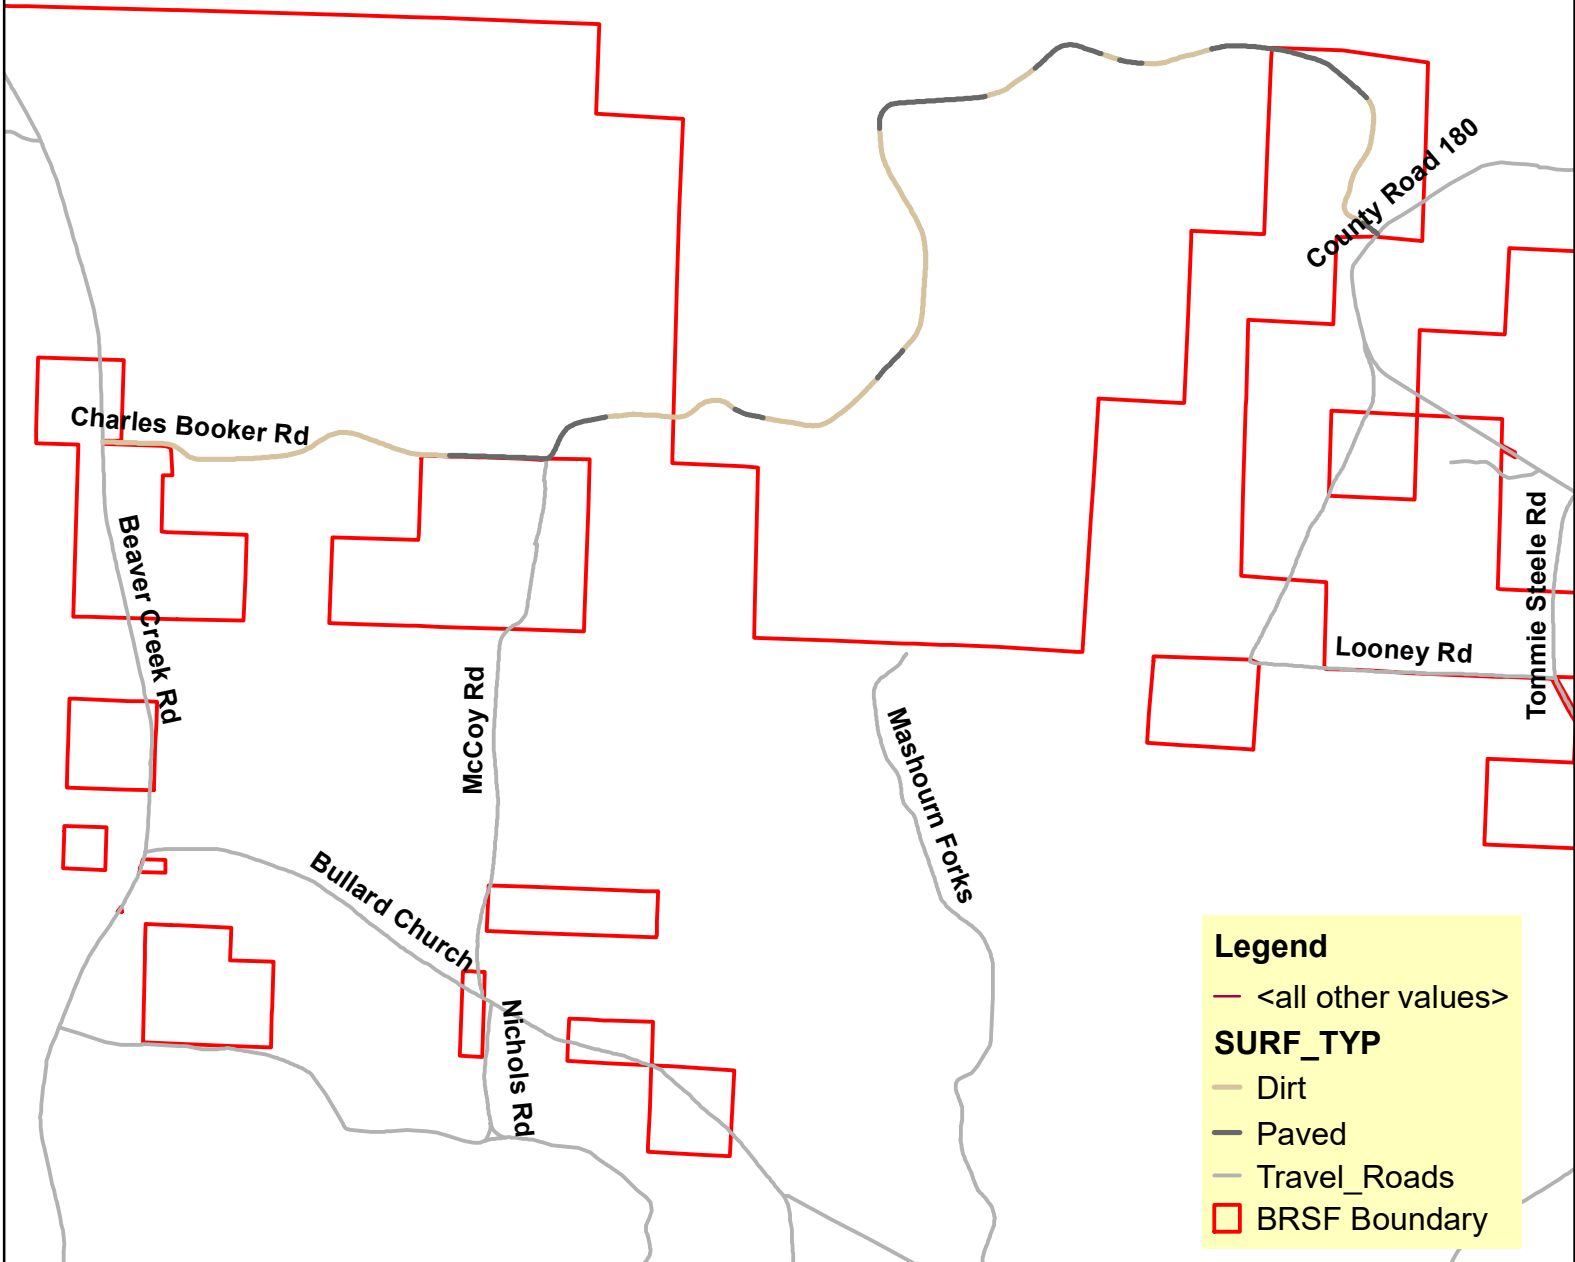 County Road 180
Charles Booker Rd
Beaver Creek Rd
Tommie Steele Rd
Looney Rd
McCoy Rd
Mashourn Forks
Bullard Church
Nichols Rd
Legend
<all other values>
SURF_TYP
Dirt
Paved
Travel_Roads
BRSF Boundary